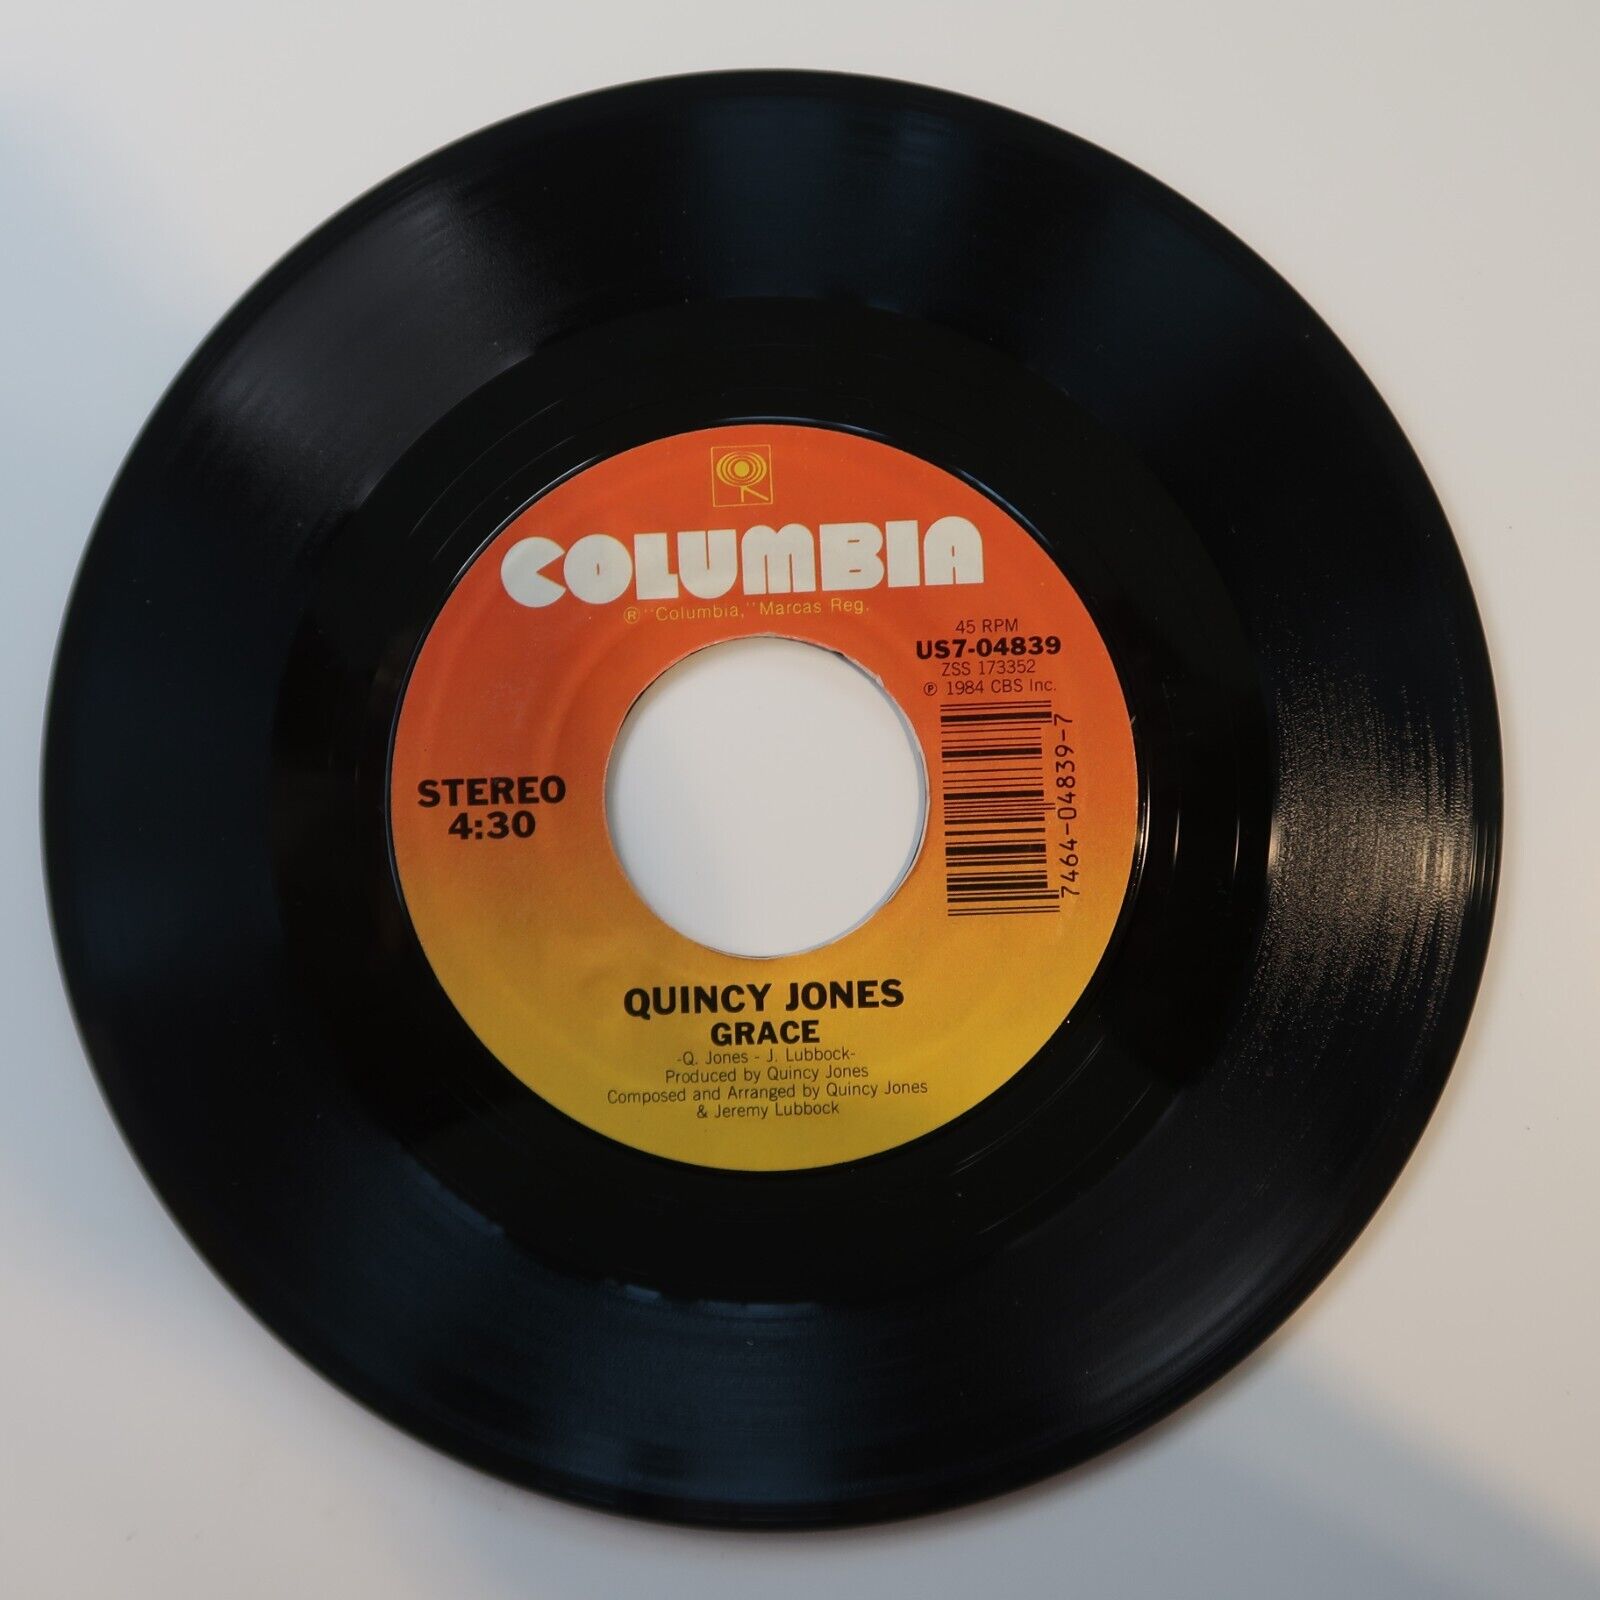 COLUMBIA
® "Columbia," Marcas Reg.
45 RPM
US7-04839
ZSS 173352
℗ 1984 CBS Inc.
7464-04839-7
STEREO
4:30
QUINCY JONES
GRACE
-Q. Jones - J. Lubbock-
Produced by Quincy Jones
Composed and Arranged by Quincy Jones
& Jeremy Lubbock